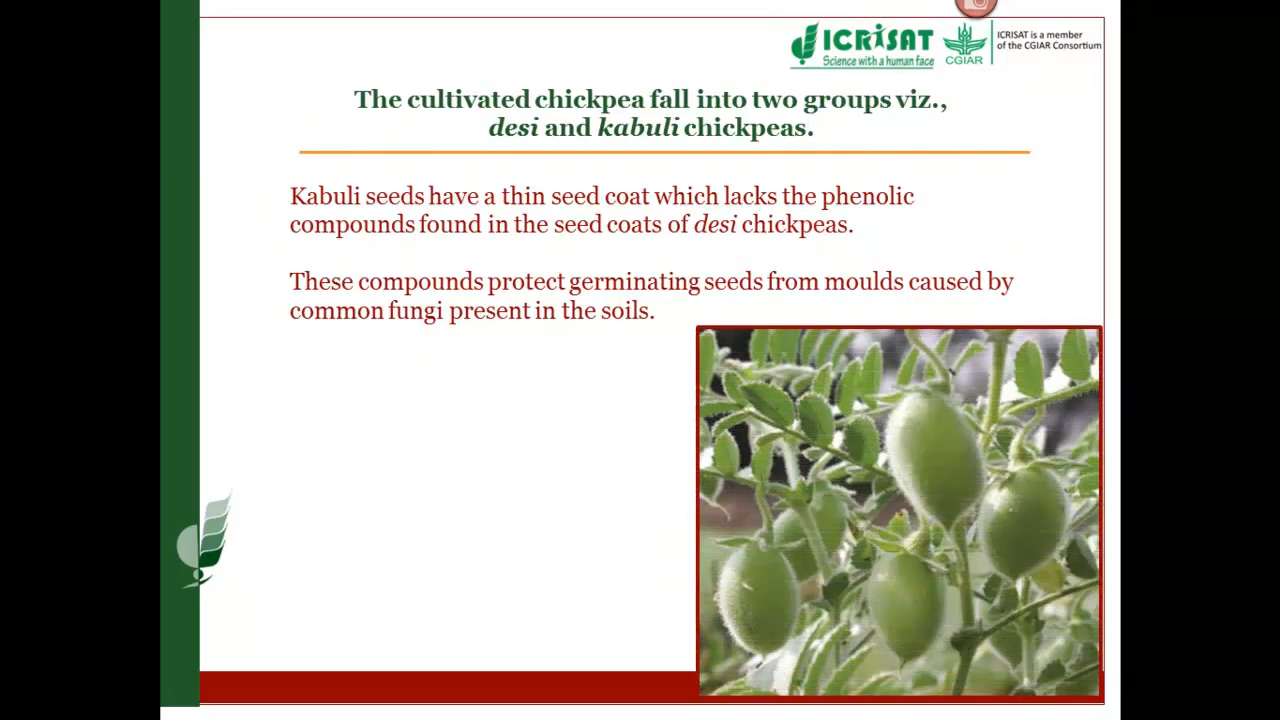 ICRISAT
Science with a human face
CGIAR
ICRISAT is a member
of the CGIAR Consortium
The cultivated chickpea fall into two groups viz.,
desi and kabuli chickpeas.
Kabuli seeds have a thin seed coat which lacks the phenolic
compounds found in the seed coats of desi chickpeas.
These compounds protect germinating seeds from moulds caused by
common fungi present in the soils.